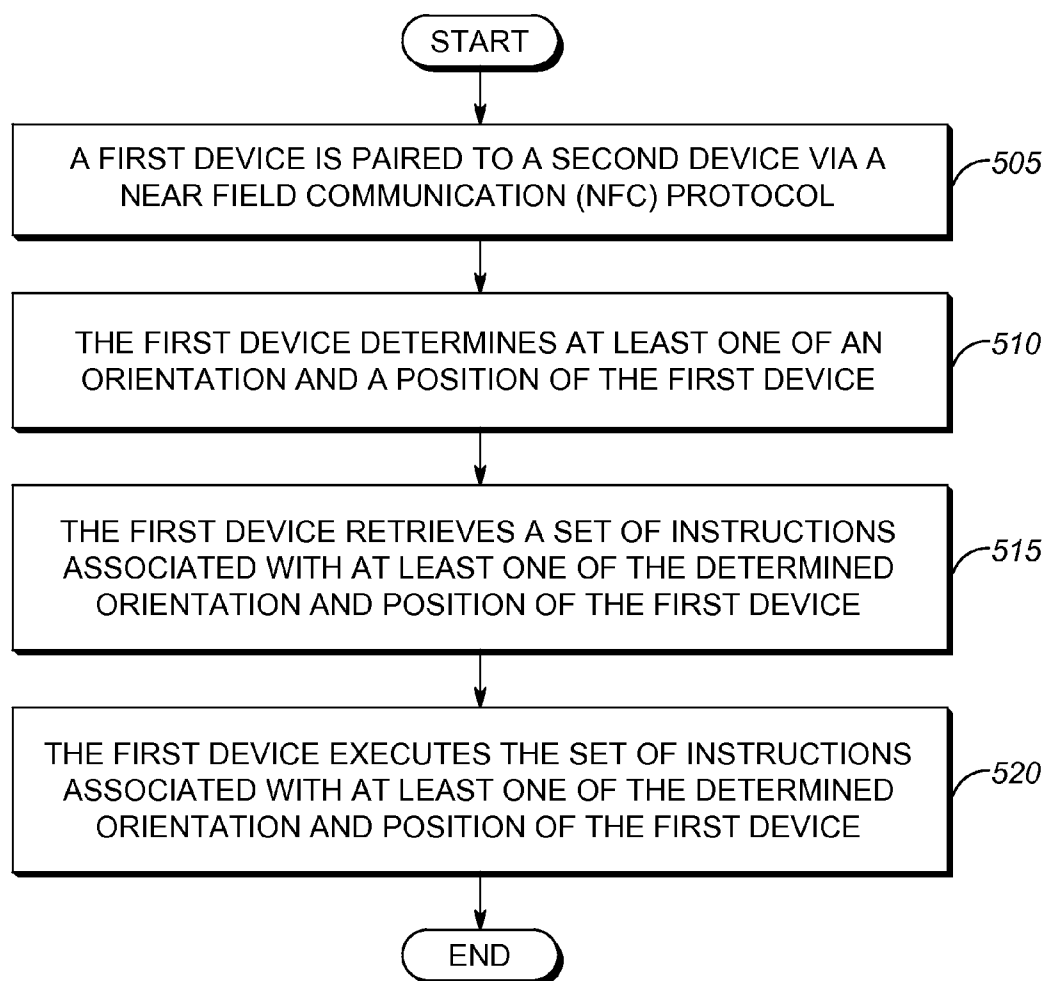 START
A FIRST DEVICE IS PAIRED TO A SECOND DEVICE VIA A
NEAR FIELD COMMUNICATION (NFC) PROTOCOL
505
THE FIRST DEVICE DETERMINES AT LEAST ONE OF AN
ORIENTATION AND A POSITION OF THE FIRST DEVICE
510
THE FIRST DEVICE RETRIEVES A SET OF INSTRUCTIONS
ASSOCIATED WITH AT LEAST ONE OF THE DETERMINED
ORIENTATION AND POSITION OF THE FIRST DEVICE
515
THE FIRST DEVICE EXECUTES THE SET OF INSTRUCTIONS
ASSOCIATED WITH AT LEAST ONE OF THE DETERMINED
ORIENTATION AND POSITION OF THE FIRST DEVICE
520
END